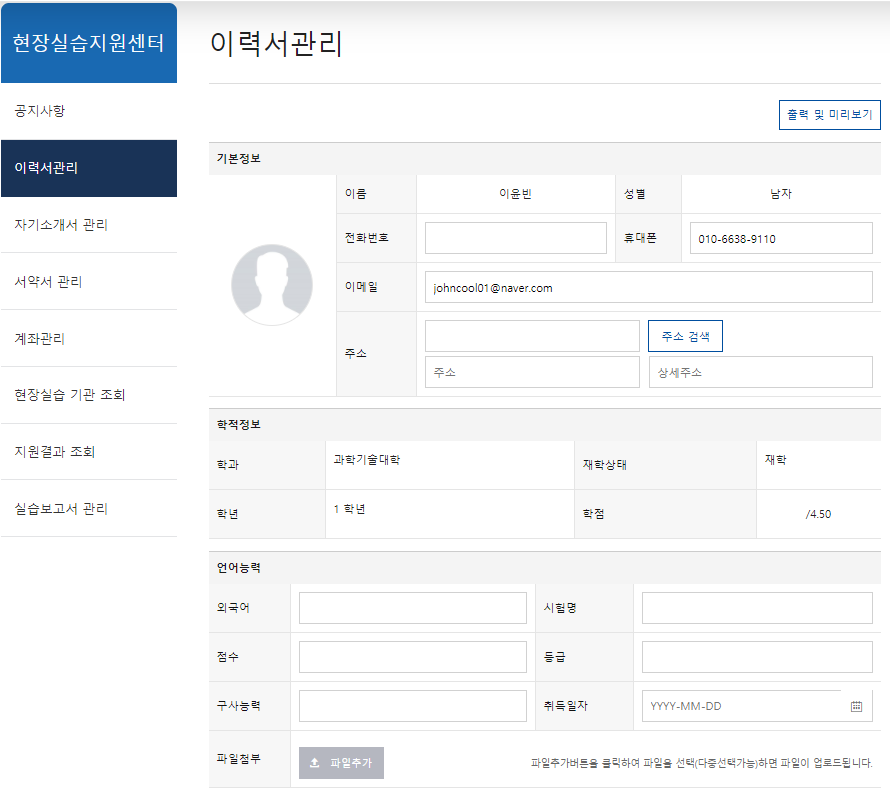 현장실습지원센터
공지사항
이력서관리
자기소개서 관리
서약서 관리
계좌관리
현장실습 기관 조회
지원결과 조회
실습보고서 관리
이력서관리
출력 및 미리보기
기본정보
이름 이윤빈 성별 남자
전화번호 휴대폰 010-6638-9110
이메일 johncool01@naver.com
주소 주소 검색
주소 상세주소
학적정보
학과 과학기술대학 재학상태 재학
학년 1 학년 학점 /4.50
언어능력
외국어 시험명
점수 등급
구사능력 취득일자 YYYY-MM-DD
파일첨부 파일추가 파일추가버튼을 클릭하여 파일을 선택(다중선택가능)하면 파일이 업로드됩니다.